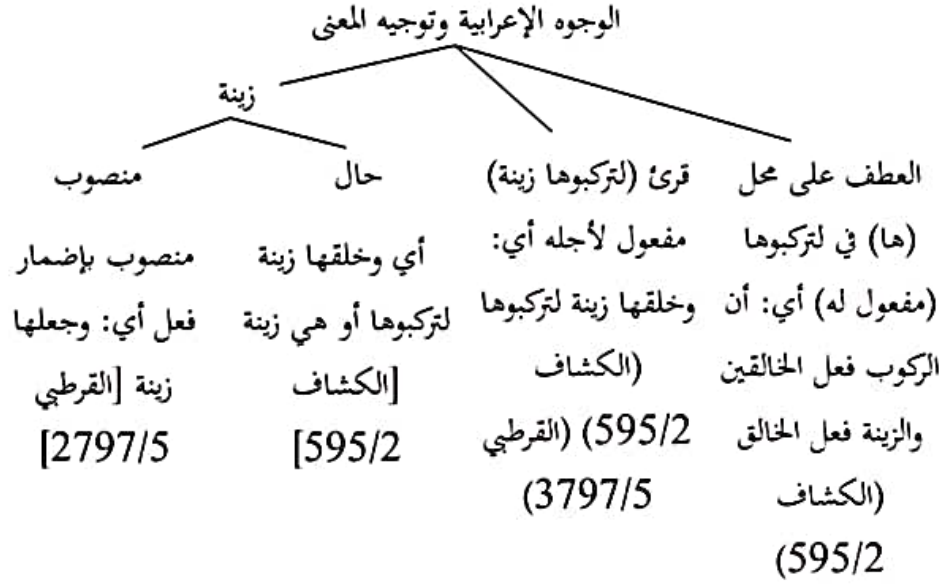 الوجوه الإعرابية وتوجيه المعنى
زينة
العطف على محل
(ها) في لتركبوها
(مفعول له) أي: أن
الركوب فعل الخالقين
والزينة فعل الخالق
(الكشاف
595/2)
قرئ (لتركبوها زينة)
مفعول لأجله أي:
وخلقها زينة لتركبوها
(الكشاف
595/2) (القرطبي
3797/5)
حال
أي وخلقها زينة
لتركبوها أو هي زينة
[الكشاف
595/2]
منصوب
منصوب بإضمار
فعل أي: وجعلها
زينة [القرطبي
2797/5]